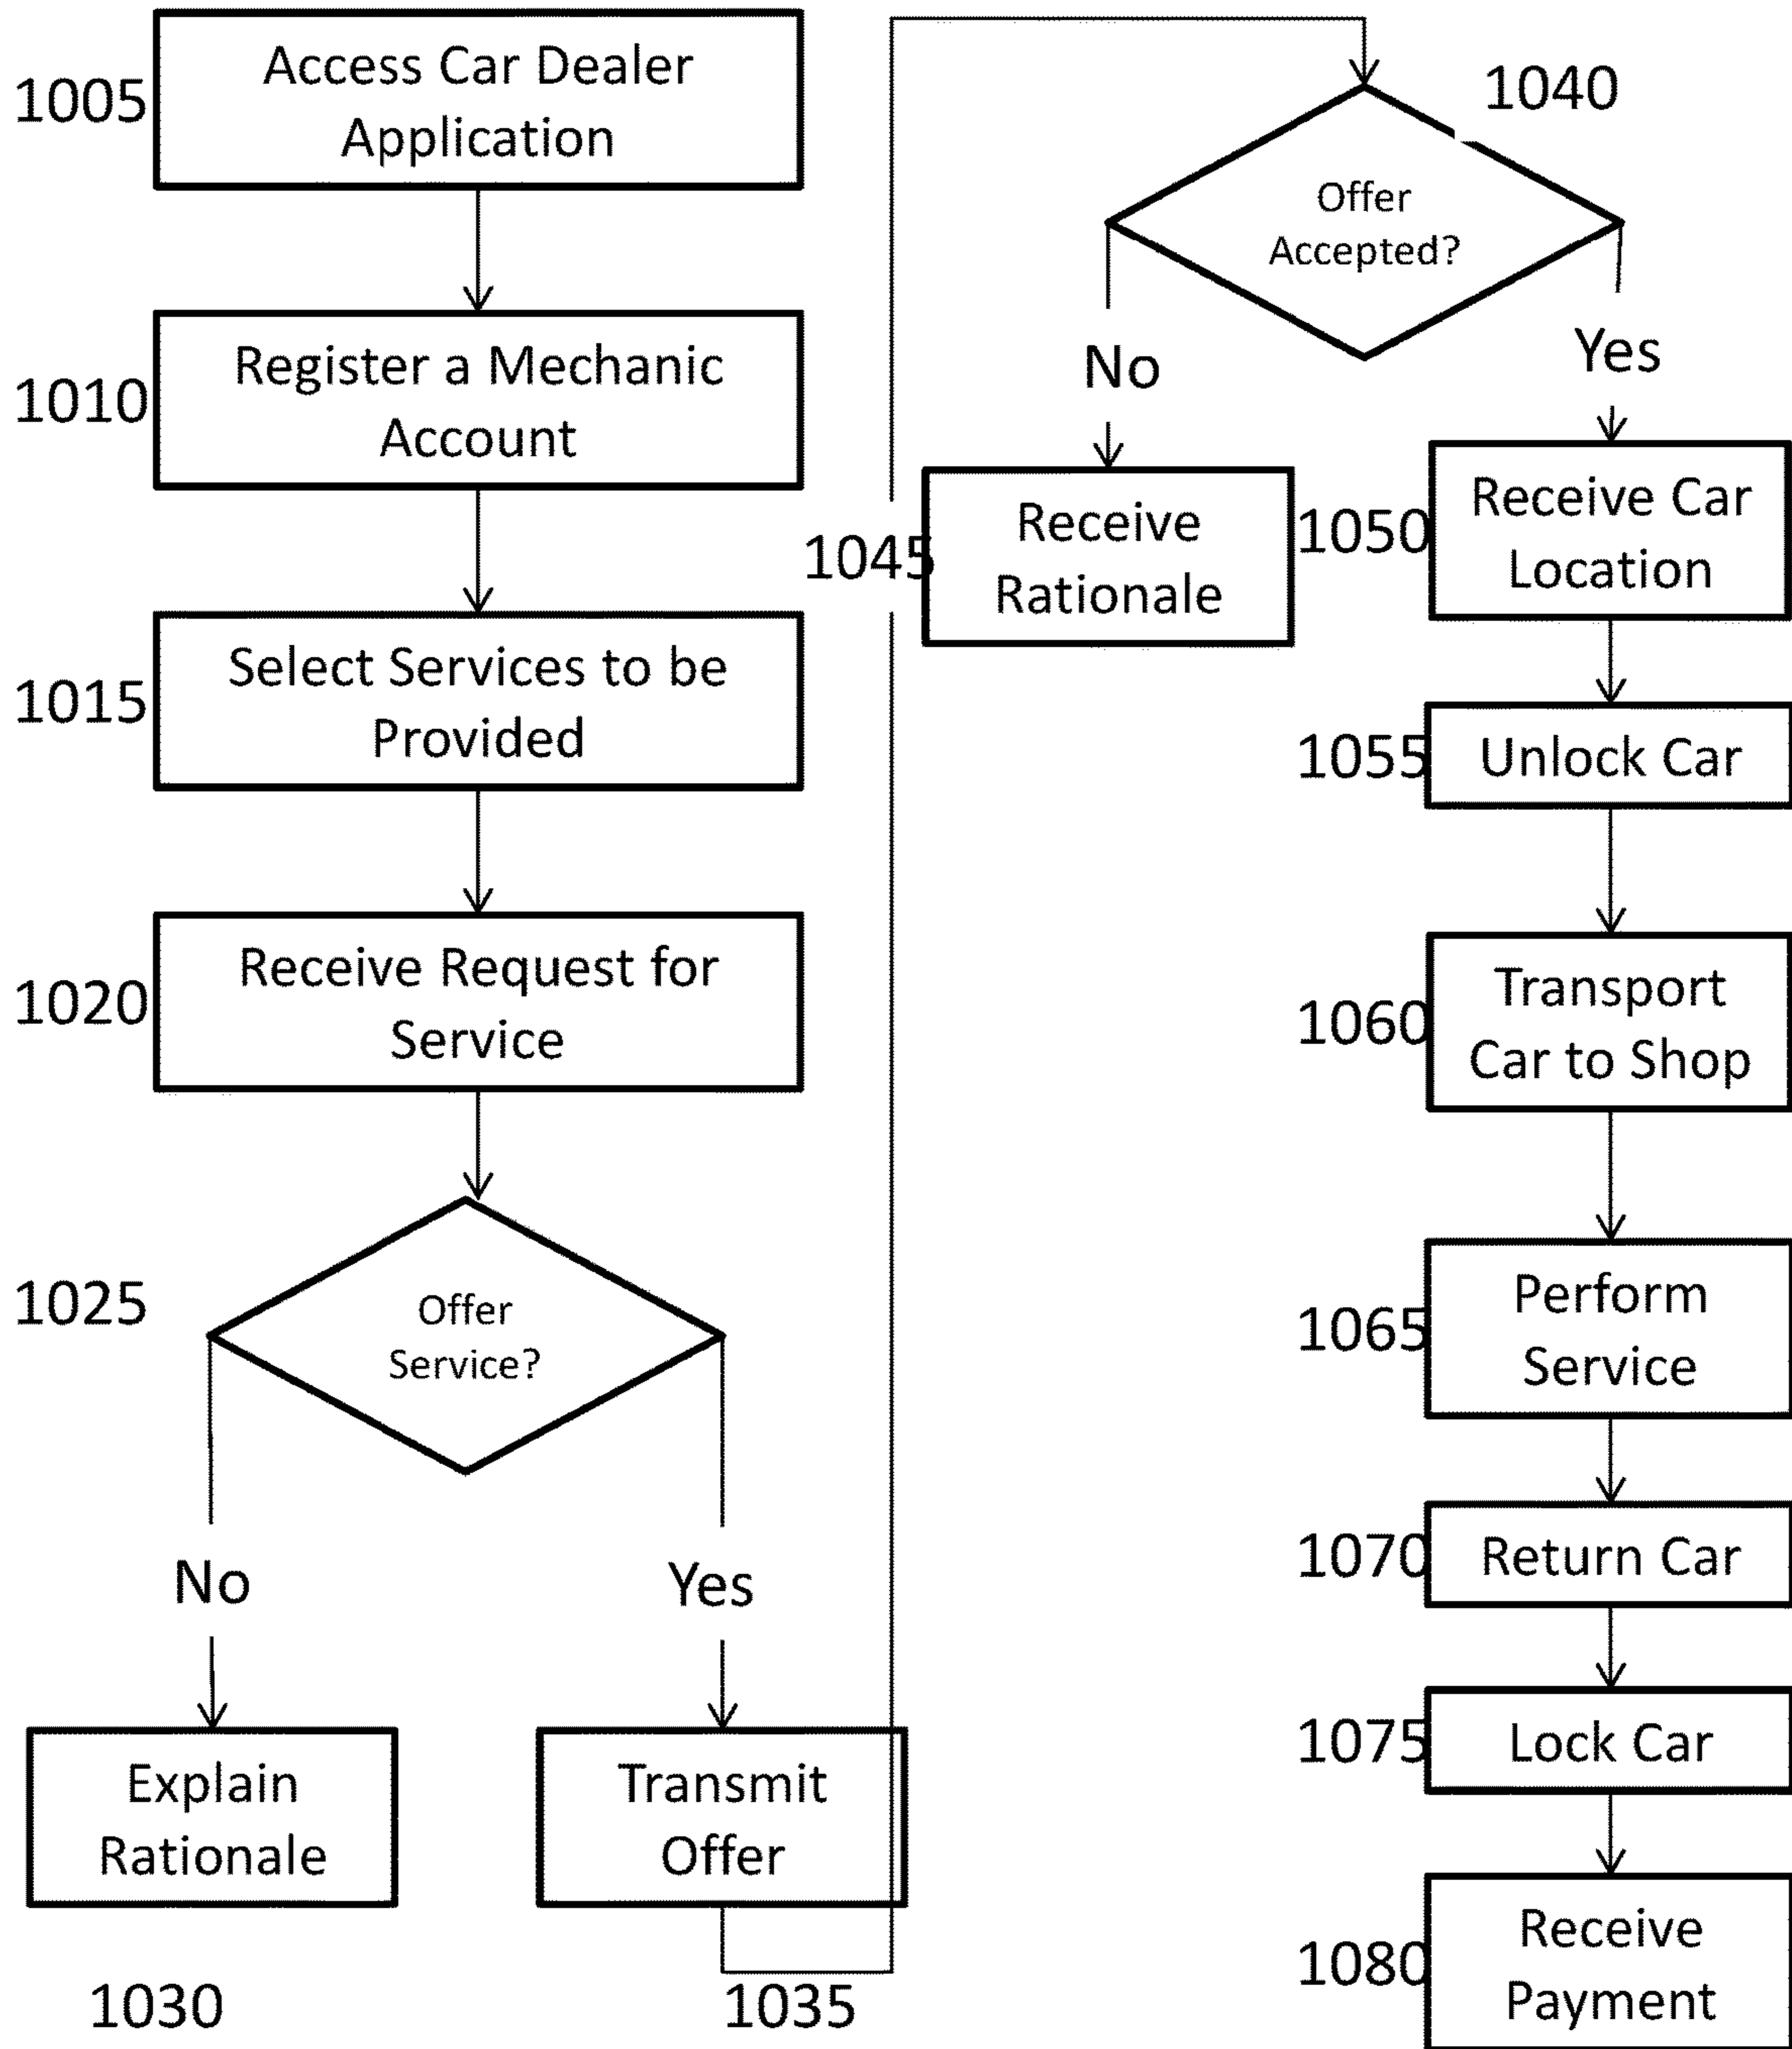 1005
Access Car Dealer
Application
1010
Register a Mechanic
Account
1015
Select Services to be
Provided
1020
Receive Request for
Service
1025
Offer
Service?
No
Yes
Explain
Rationale
1030
Transmit
Offer
1035
1040
Offer
Accepted?
No
Yes
1045
Receive
Rationale
1050
Receive Car
Location
1055
Unlock Car
1060
Transport
Car to Shop
1065
Perform
Service
1070
Return Car
1075
Lock Car
1080
Receive
Payment